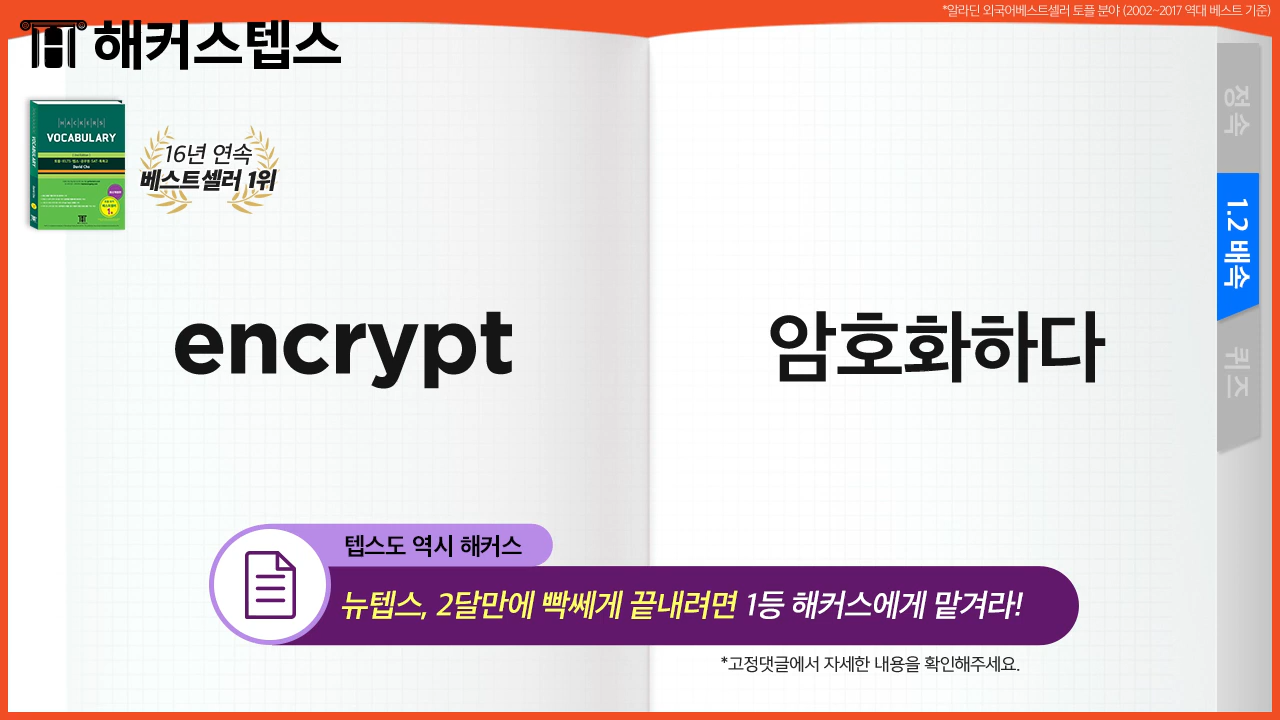 *알라딘 외국어베스트셀러 토플 분야 (2002~2017 역대 베스트 기준)
해커스텝스
HACKERS
VOCABULARY
David Cho
VOCABULARY
16년 연속
베스트셀러 1위
정속
1.2 배속
퀴즈
encrypt
암호화하다
텝스도 역시 해커스
뉴텝스, 2달만에 빡쎄게 끝내려면 1등 해커스에게 맡겨라!
*고정댓글에서 자세한 내용을 확인해주세요.